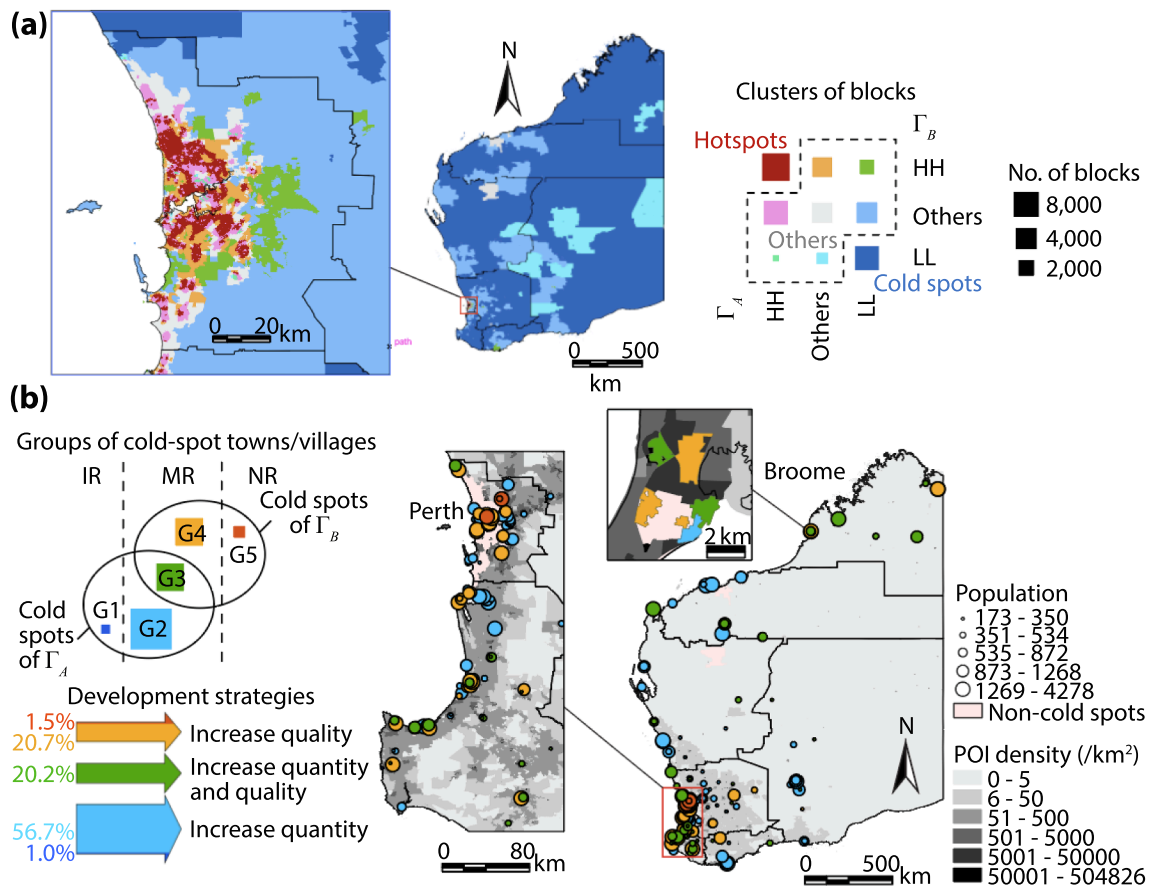 (a)
N
0 20 km
path
0 500
km
Clusters of blocks
Γ_B
Hotspots
HH
Others
Others
LL
Cold spots
Γ_A
HH
Others
LL
No. of blocks
8,000
4,000
2,000
(b)
Groups of cold-spot towns/villages
IR MR NR
Cold spots
of Γ_B
G4
G5
G3
G1
G2
Cold
spots
of Γ_A
Development strategies
1.5%
20.7%
Increase quality
20.2%
Increase quantity
and quality
56.7%
1.0%
Increase quantity
Perth
0 80
km
Broome
2 km
N
0 500
km
Population
173 - 350
351 - 534
535 - 872
873 - 1268
1269 - 4278
Non-cold spots
POI density (/km²)
0 - 5
6 - 50
51 - 500
501 - 5000
5001 - 50000
50001 - 504826